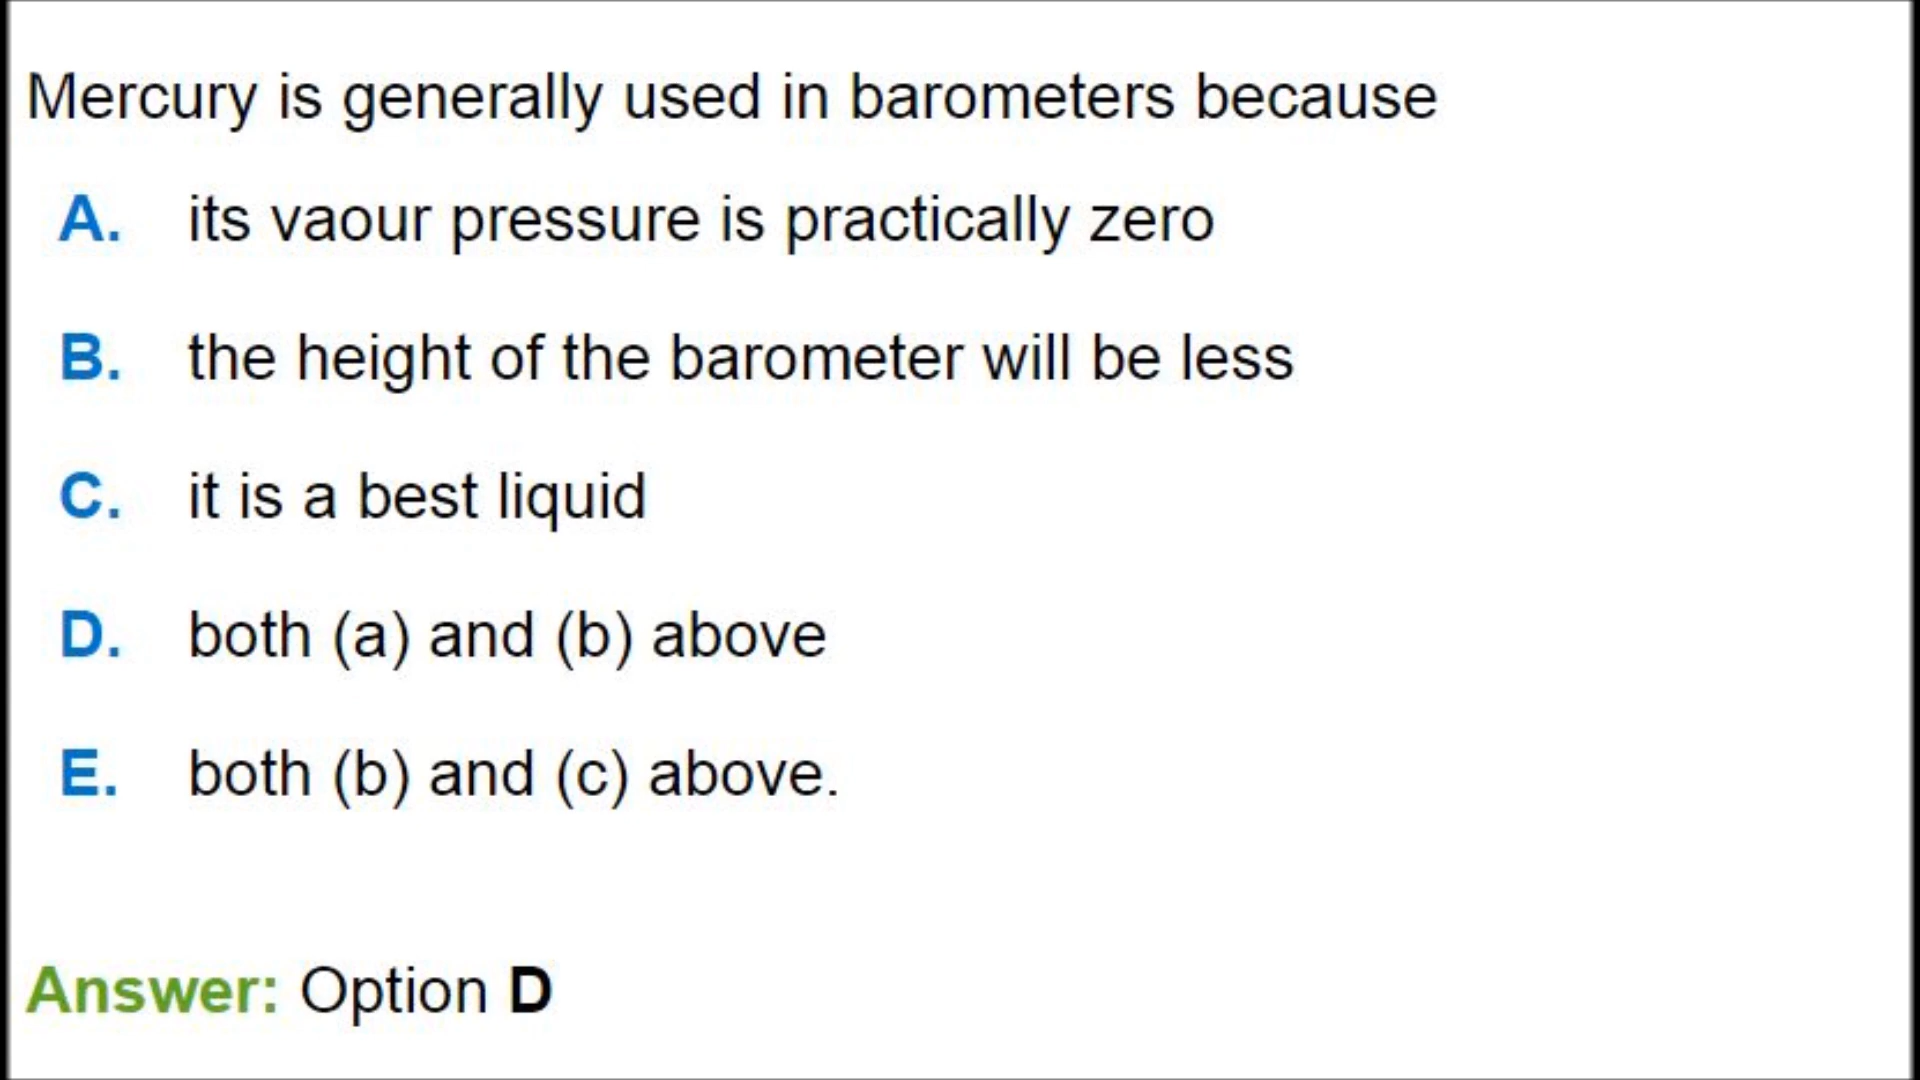 Mercury is generally used in barometers because
A. its vaour pressure is practically zero
B. the height of the barometer will be less
C. it is a best liquid
D. both (a) and (b) above
E. both (b) and (c) above.
Answer: Option D